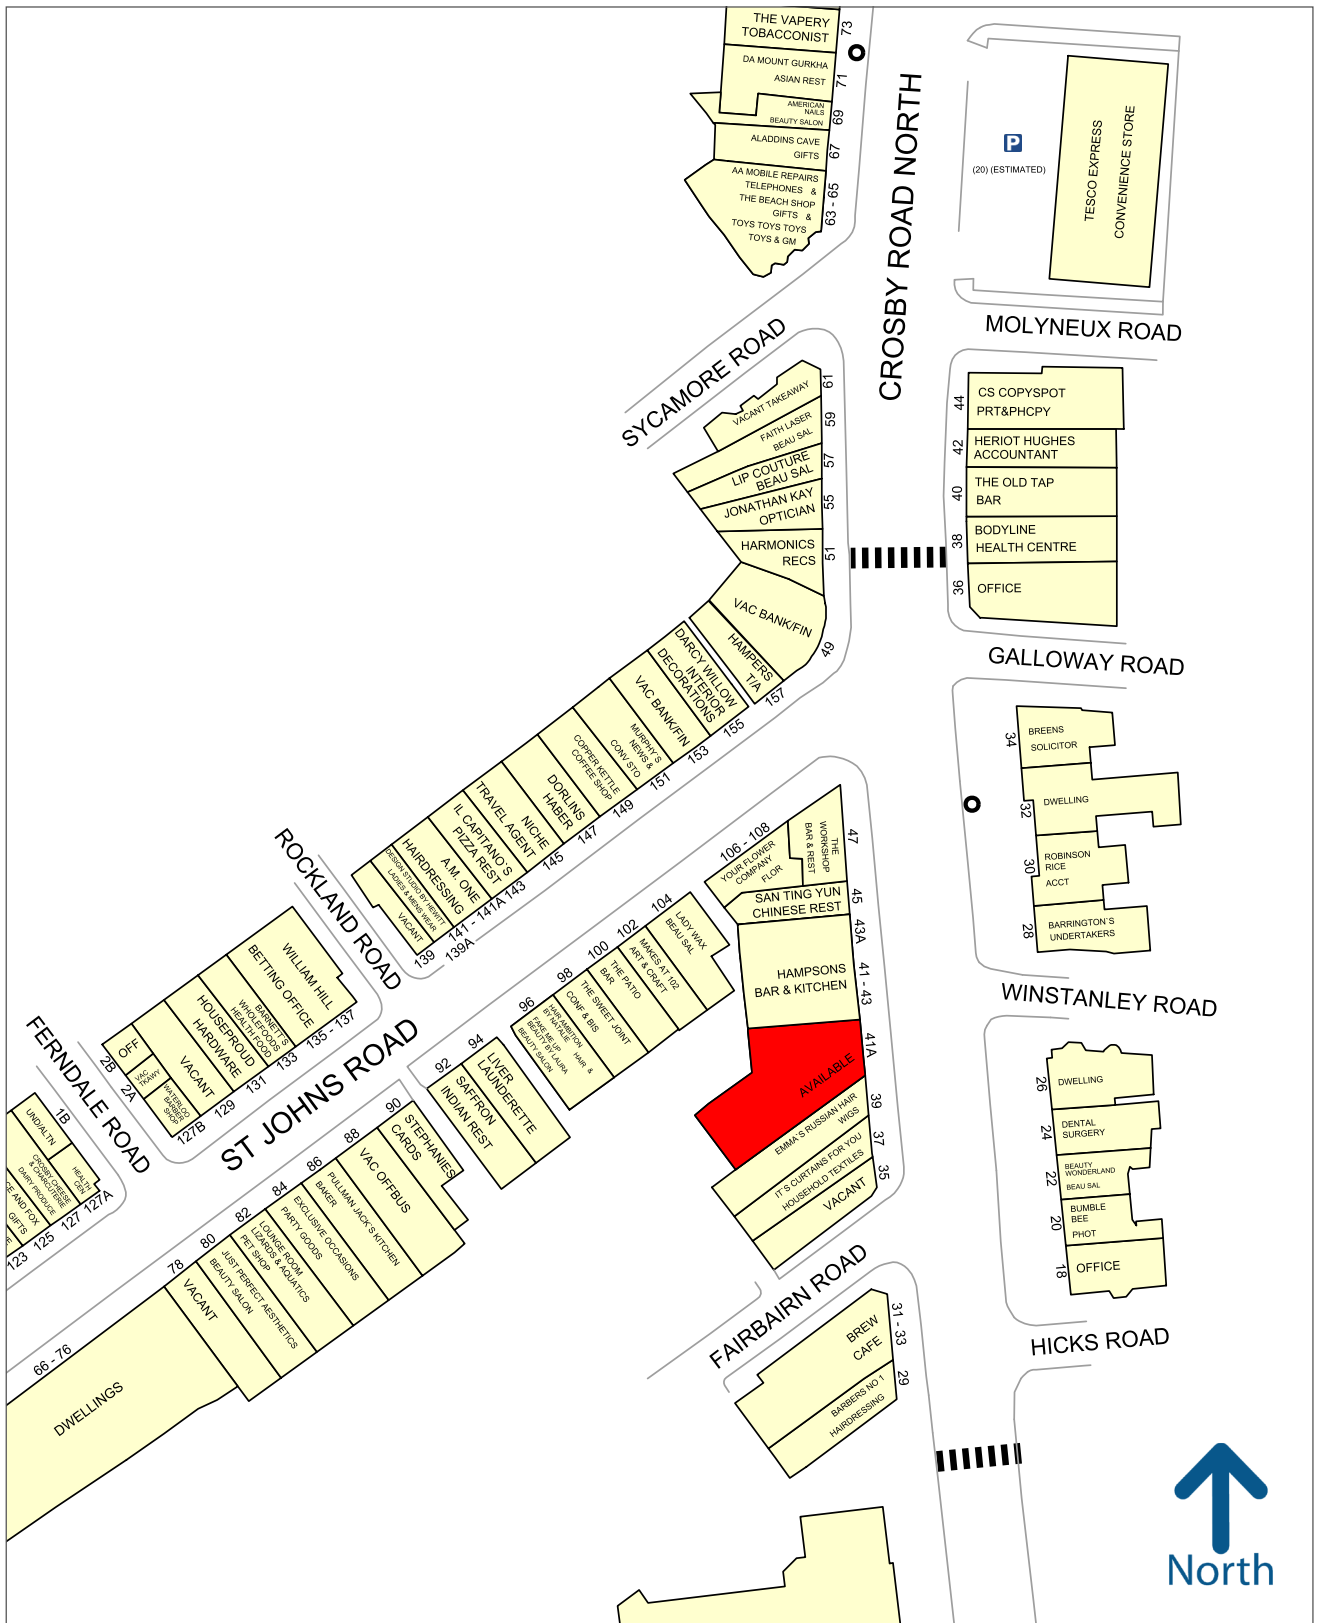 THE VAPERY
TOBACCONIST
73
DA MOUNT GURKHA
ASIAN REST
71
AMERICAN
NAILS
BEAUTY SALON
69
ALADDINS CAVE
GIFTS
67
AA MOBILE REPAIRS
TELEPHONES &
THE BEACH SHOP
GIFTS &
TOYS TOYS TOYS
TOYS & GM
63 - 65
CROSBY ROAD NORTH
P
(20) (ESTIMATED)
TESCO EXPRESS
CONVENIENCE STORE
MOLYNEUX ROAD
SYCAMORE ROAD
VACANT TAKEAWAY
61
FAITH LASER
BEAU SAL
59
LIP COUTURE
BEAU SAL
57
JONATHAN KAY
OPTICIAN
55
HARMONICS
RECS
51
VAC BANK/FIN
49
44
CS COPYSPOT
PRT&PHCPY
42
HERIOT HUGHES
ACCOUNTANT
40
THE OLD TAP
BAR
38
BODYLINE
HEALTH CENTRE
36
OFFICE
GALLOWAY ROAD
HAMPERS
T/A
157
DARCY WILLOW
INTERIOR
DECORATIONS
155
VAC BANK/FIN
153
MURPHY'S
NEWS &
CONV STO
151
COPPER KETTLE
COFFEE SHOP
149
DORLINS
HABER
147
NICHE
TRAVEL AGENT
145
IL CAPITANO`S
PIZZA REST
143
A.M. ONE
HAIRDRESSING
141 - 141A
DESIGN STUDIO BY HEWITT
LADIES & MENS WEAR
139A
VACANT
139
ROCKLAND ROAD
34
BREENS
SOLICITOR
32
DWELLING
30
ROBINSON
RICE
ACCT
28
BARRINGTON`S
UNDERTAKERS
WINSTANLEY ROAD
106 - 108
YOUR FLOWER
COMPANY
FLOR
THE
WORKSHOP
BAR & REST
47
SAN TING YUN
CHINESE REST
45
43A
HAMPSONS
BAR & KITCHEN
41 - 43
AVAILABLE
41A
EMMA`S RUSSIAN HAIR
WIGS
39
IT`S CURTAINS FOR YOU
HOUSEHOLD TEXTILES
37
VACANT
35
104
LADY WAX
BEAU SAL
102
MAKES AT 102
ART & CRAFT
100
THE PATIO
BAR
98
THE SWEET JOINT
CONF & BIS
96
HAIR AMBITION
BY NATALIE HAIR &
FAKE ME UP
BEAUTY BY LAURA
BEAUTY SALON
94
LIVER
LAUNDERETTE
92
SAFFRON
INDIAN REST
ST JOHNS ROAD
WILLIAM HILL
BETTING OFFICE
135 - 137
BARNETT'S
WHOLEFOODS
HEALTH FOOD
133
HOUSEPROUD
HARDWARE
131
VACANT
129
WATERLOO
BARBER
SHOP
127B
OFF
2B
VAC
TKAWY
2A
FERNDALE ROAD
UND/ALTN
1B
HEALTH
CEN
127A
CROSBY CHEESE
& CHARCUTERIE
DAIRY PRODUCE
127
CE AND FOX
GIFTS
125
E
123
90
STEPHANIES
CARDS
88
VAC OFFBUS
86
PULLMAN JACK`S KITCHEN
BAKER
84
EXCLUSIVE OCCASIONS
PARTY GOODS
82
LOUNGE ROOM
LIZARDS & AQUATICS
PET SHOP
80
JUST PERFECT AESTHETICS
BEAUTY SALON
78
VACANT
66 - 76
DWELLINGS
26
DWELLING
24
DENTAL
SURGERY
22
BEAUTY
WONDERLAND
BEAU SAL
20
BUMBLE
BEE
PHOT
18
OFFICE
HICKS ROAD
FAIRBAIRN ROAD
BREW
CAFE
31 - 33
BARBERS NO 1
HAIRDRESSING
29
North